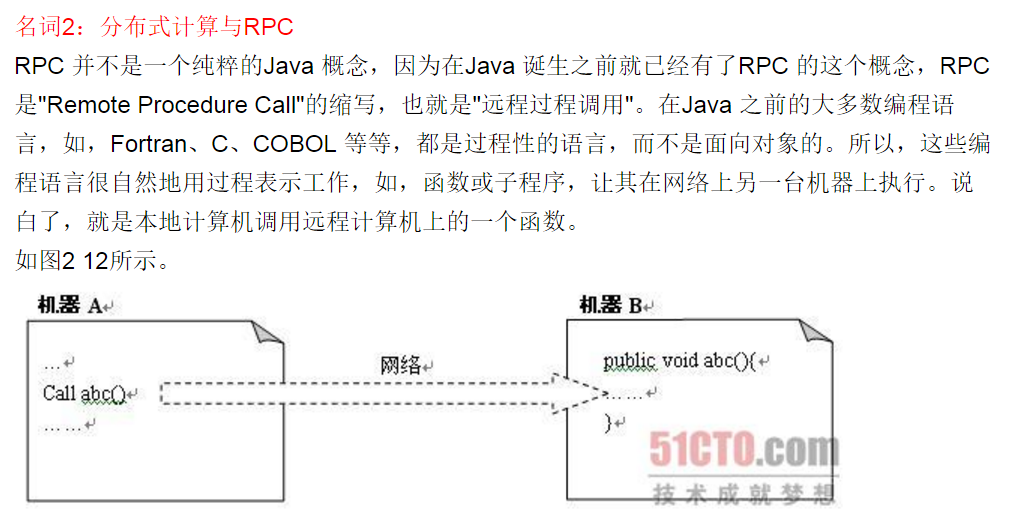 名词2：分布式计算与RPC
RPC 并不是一个纯粹的Java 概念，因为在Java 诞生之前就已经有了RPC 的这个概念，RPC
是"Remote Procedure Call"的缩写，也就是"远程过程调用"。在Java 之前的大多数编程语
言，如，Fortran、C、COBOL 等等，都是过程性的语言，而不是面向对象的。所以，这些编
程语言很自然地用过程表示工作，如，函数或子程序，让其在网络上另一台机器上执行。说
白了，就是本地计算机调用远程计算机上的一个函数。
如图2 12所示。
机器 A↵
机器 B↵
…↵
Call abc()↵
……↵
网络↵
public void abc(){↵
……↵
}↵
51CTO.com
技术成就梦想